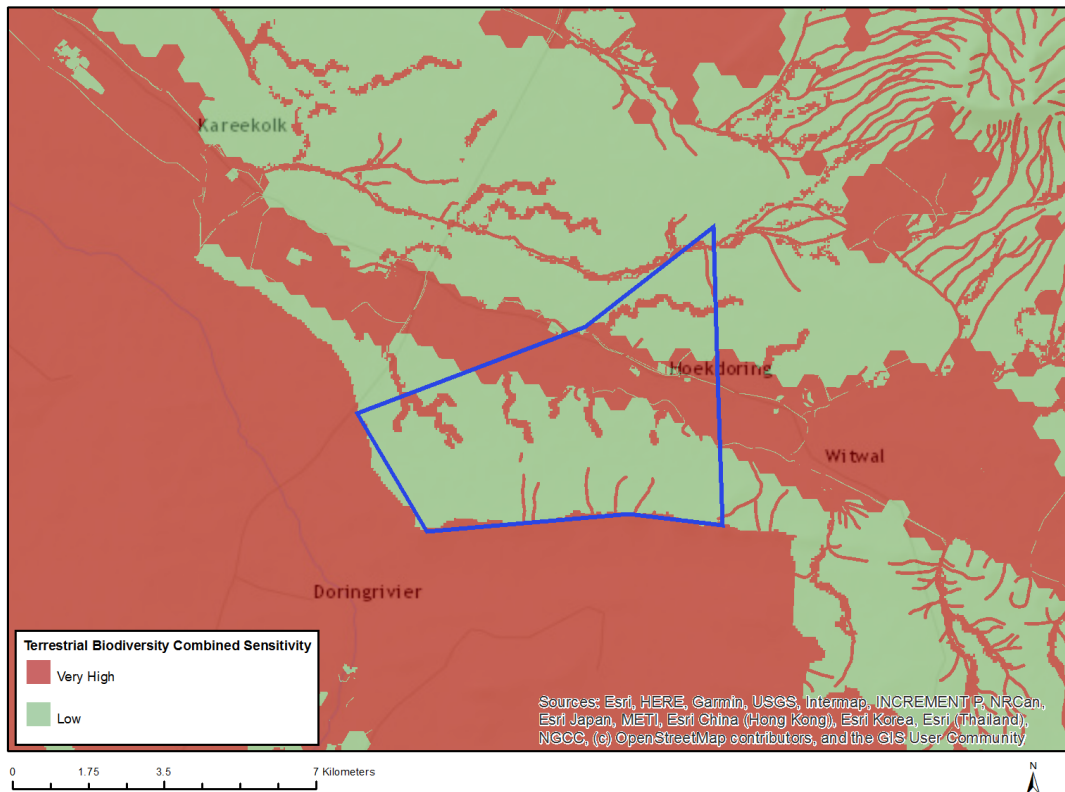 Kareekolk
Hoekdoring
Witwal
Doringrivier
Terrestrial Biodiversity Combined Sensitivity
Very High
Low
Sources: Esri, HERE, Garmin, USGS, Intermap, INCREMENT P, NRCan,
Esri Japan, METI, Esri China (Hong Kong), Esri Korea, Esri (Thailand),
NGCC, (c) OpenStreetMap contributors, and the GIS User Community
0 1.75 3.5 7 Kilometers
N